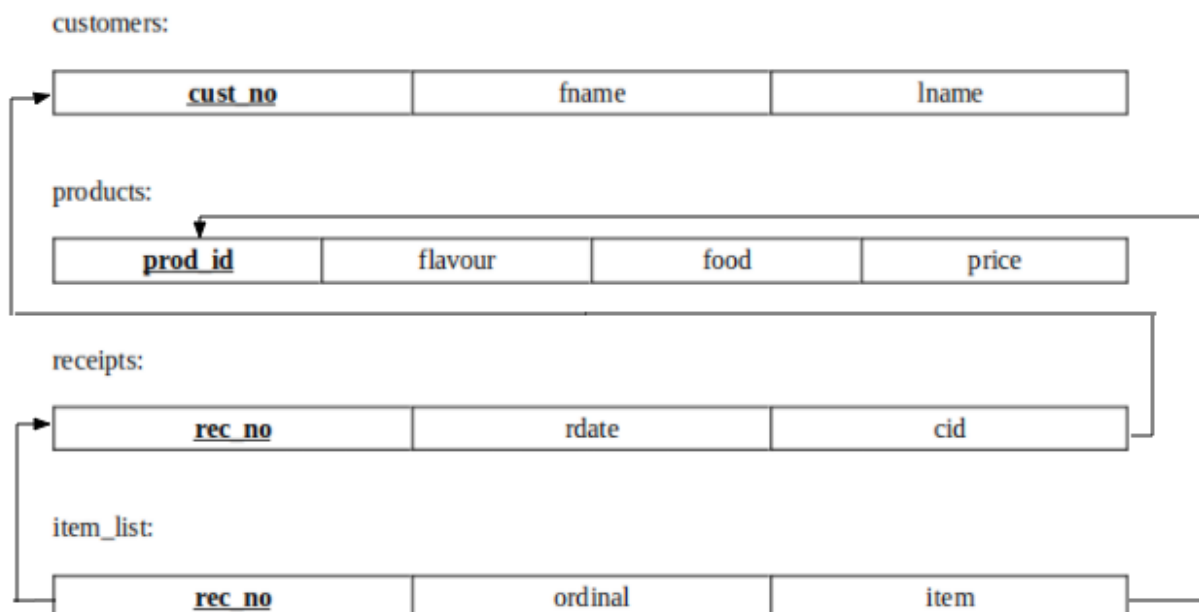 customers:
cust_no fname lname
products:
prod_id flavour food price
receipts:
rec_no rdate cid
item_list:
rec_no ordinal item